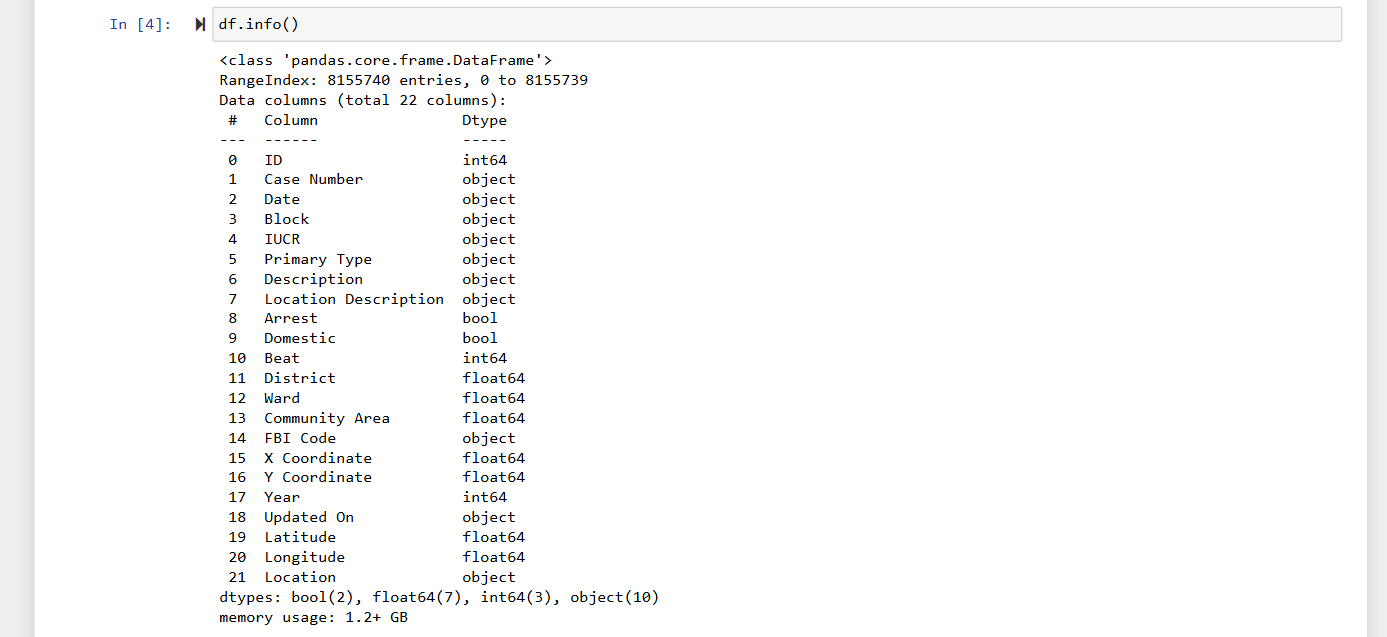 In [4]: df.info()
<class 'pandas.core.frame.DataFrame'>
RangeIndex: 8155740 entries, 0 to 8155739
Data columns (total 22 columns):
 #   Column                Dtype
---  ------                -----
 0   ID                    int64
 1   Case Number           object
 2   Date                  object
 3   Block                 object
 4   IUCR                  object
 5   Primary Type          object
 6   Description           object
 7   Location Description  object
 8   Arrest                bool
 9   Domestic              bool
 10  Beat                  int64
 11  District              float64
 12  Ward                  float64
 13  Community Area        float64
 14  FBI Code              object
 15  X Coordinate          float64
 16  Y Coordinate          float64
 17  Year                  int64
 18  Updated On            object
 19  Latitude              float64
 20  Longitude             float64
 21  Location              object
dtypes: bool(2), float64(7), int64(3), object(10)
memory usage: 1.2+ GB